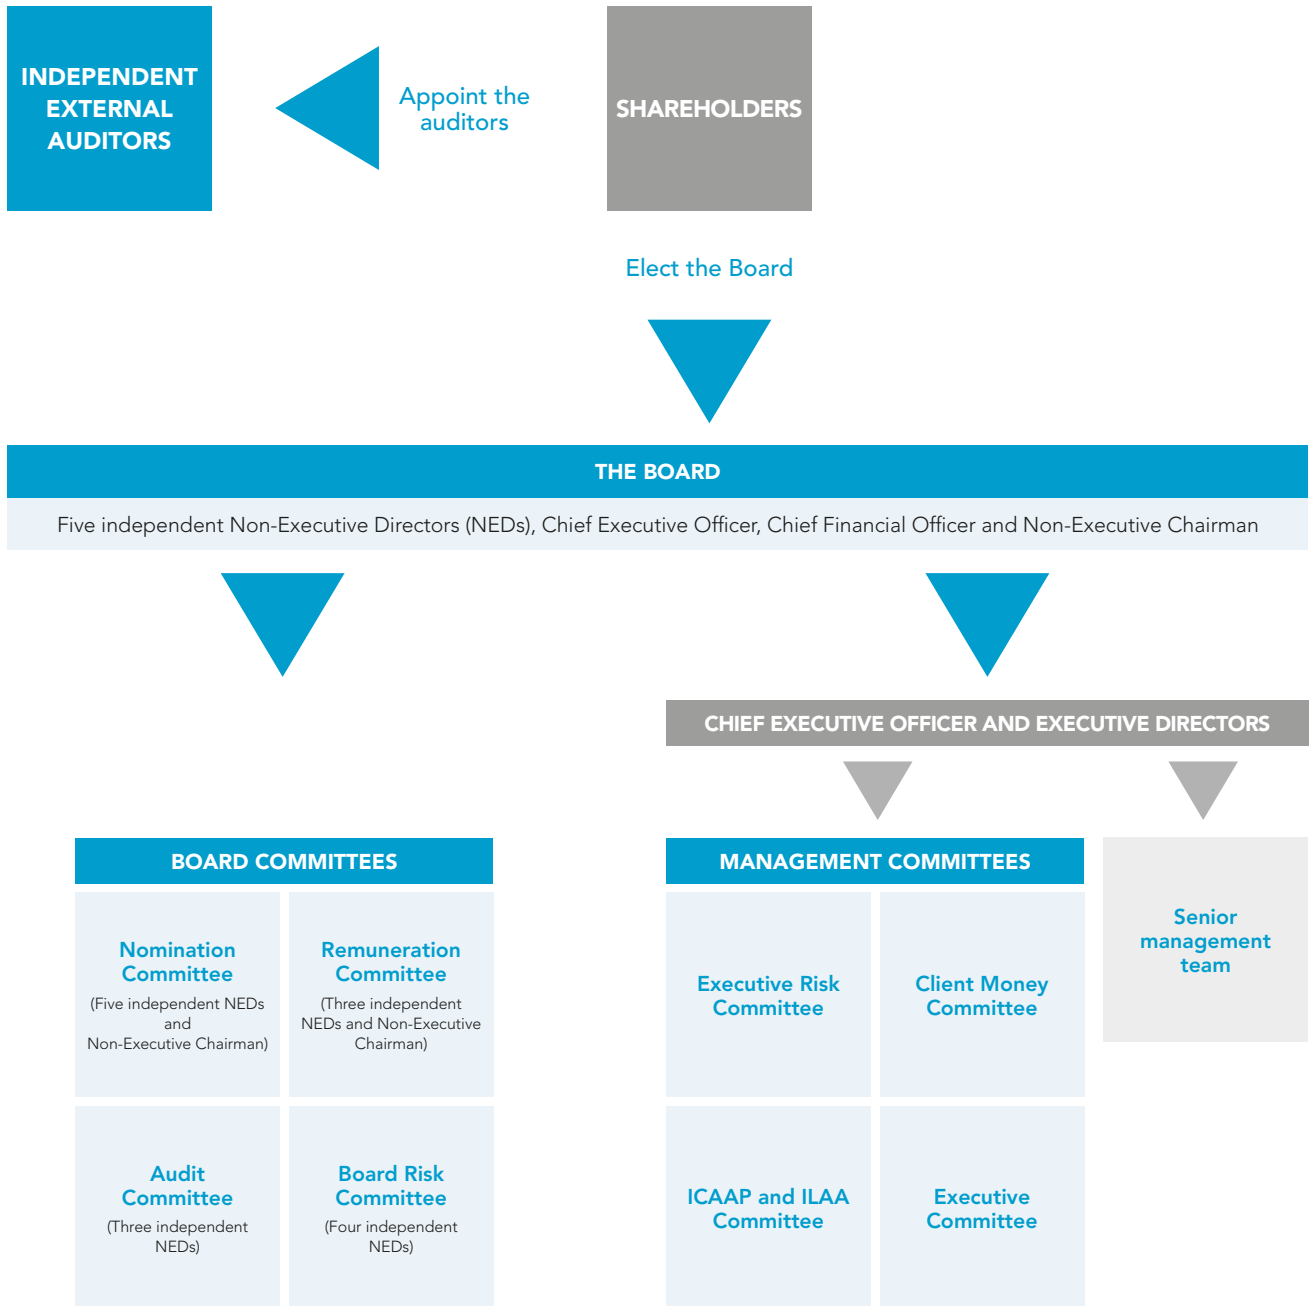 INDEPENDENT
EXTERNAL
AUDITORS
Appoint the
auditors
SHAREHOLDERS
Elect the Board
THE BOARD
Five independent Non-Executive Directors (NEDs), Chief Executive Officer, Chief Financial Officer and Non-Executive Chairman
CHIEF EXECUTIVE OFFICER AND EXECUTIVE DIRECTORS
BOARD COMMITTEES
Nomination
Committee
(Five independent NEDs
and
Non-Executive Chairman)
Remuneration
Committee
(Three independent
NEDs and Non-Executive
Chairman)
Audit
Committee
(Three independent
NEDs)
Board Risk
Committee
(Four independent
NEDs)
MANAGEMENT COMMITTEES
Executive Risk
Committee
Client Money
Committee
ICAAP and ILAA
Committee
Executive
Committee
Senior
management
team